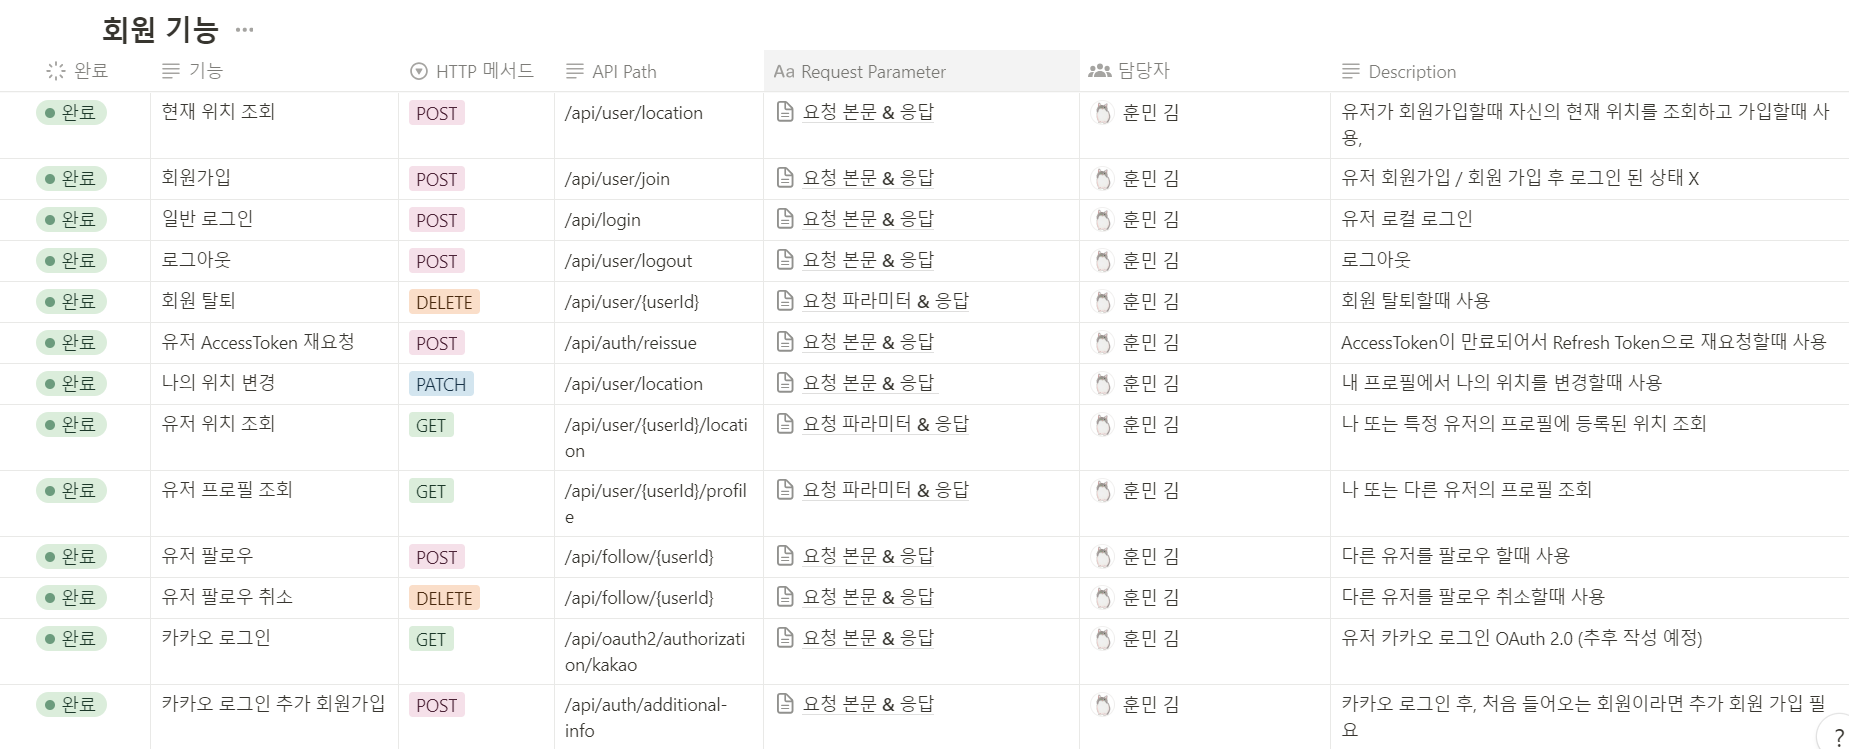 회원 기능 ···
완료 기능 HTTP 메서드 API Path Aa Request Parameter 담당자 Description
완료 현재 위치 조회 POST /api/user/location 요청 본문 & 응답 훈민 김 유저가 회원가입할때 자신의 현재 위치를 조회하고 가입할때 사
용,
완료 회원가입 POST /api/user/join 요청 본문 & 응답 훈민 김 유저 회원가입 / 회원 가입 후 로그인 된 상태 X
완료 일반 로그인 POST /api/login 요청 본문 & 응답 훈민 김 유저 로컬 로그인
완료 로그아웃 POST /api/user/logout 요청 본문 & 응답 훈민 김 로그아웃
완료 회원 탈퇴 DELETE /api/user/{userId} 요청 파라미터 & 응답 훈민 김 회원 탈퇴할때 사용
완료 유저 AccessToken 재요청 POST /api/auth/reissue 요청 본문 & 응답 훈민 김 AccessToken이 만료되어서 Refresh Token으로 재요청할때 사용
완료 나의 위치 변경 PATCH /api/user/location 요청 본문 & 응답 훈민 김 내 프로필에서 나의 위치를 변경할때 사용
완료 유저 위치 조회 GET /api/user/{userId}/locati 요청 파라미터 & 응답 훈민 김 나 또는 특정 유저의 프로필에 등록된 위치 조회
on
완료 유저 프로필 조회 GET /api/user/{userId}/profil 요청 파라미터 & 응답 훈민 김 나 또는 다른 유저의 프로필 조회
e
완료 유저 팔로우 POST /api/follow/{userId} 요청 본문 & 응답 훈민 김 다른 유저를 팔로우 할때 사용
완료 유저 팔로우 취소 DELETE /api/follow/{userId} 요청 본문 & 응답 훈민 김 다른 유저를 팔로우 취소할때 사용
완료 카카오 로그인 GET /api/oauth2/authorizati 요청 본문 & 응답 훈민 김 유저 카카오 로그인 OAuth 2.0 (추후 작성 예정)
on/kakao
완료 카카오 로그인 추가 회원가입 POST /api/auth/additional- 요청 본문 & 응답 훈민 김 카카오 로그인 후, 처음 들어오는 회원이라면 추가 회원 가입 필
info 요
?